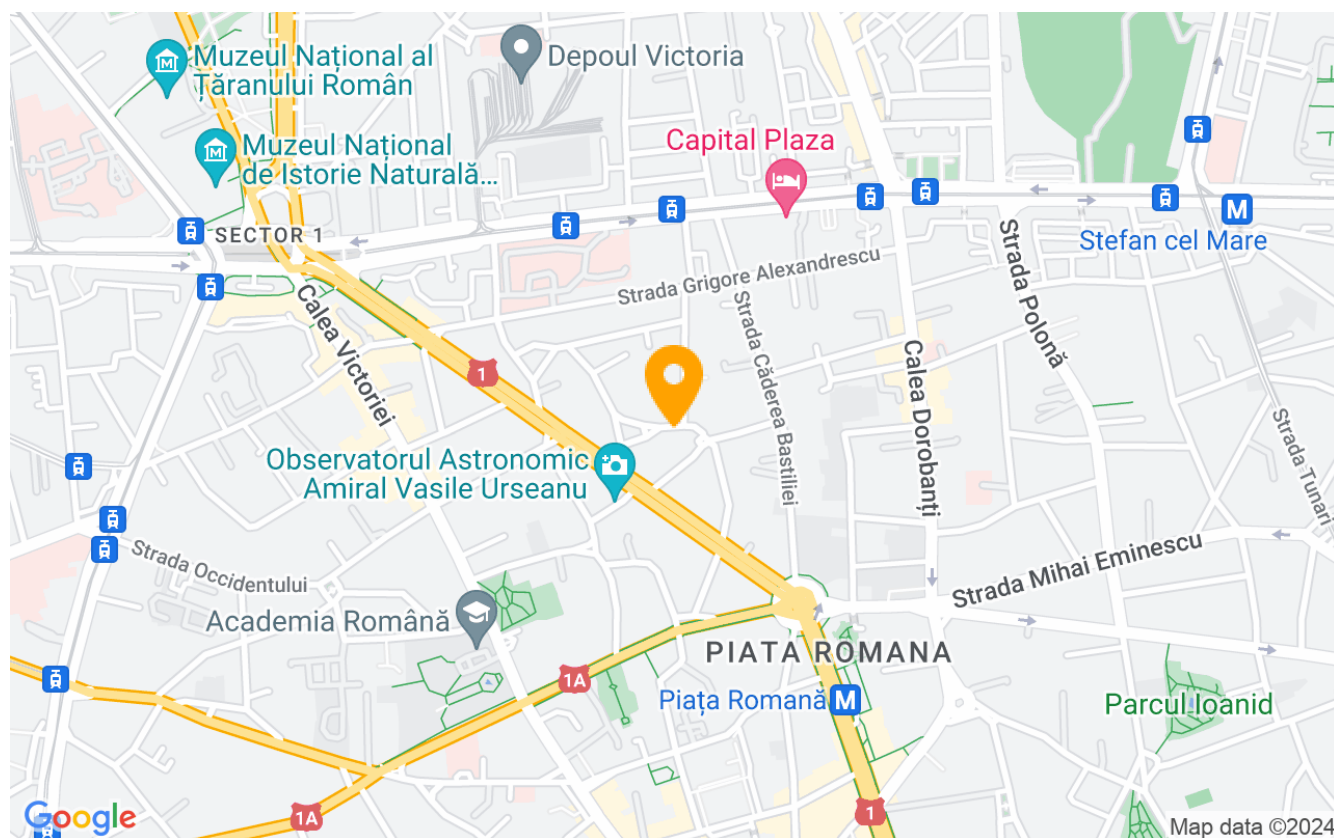 Muzeul Național al
Țăranului Român
Depoul Victoria
Muzeul Național
de Istorie Naturală...
Capital Plaza
SECTOR 1
M
Stefan cel Mare
Strada Grigore Alexandrescu
Strada Polonă
Calea Victoriei
Strada Căderea Bastiliei
Calea Dorobanți
1
Observatorul Astronomic
Amiral Vasile Urseanu
Strada Tunari
Strada Occidentului
Strada Mihai Eminescu
Academia Română
PIATA ROMANA
1A
Piața Romană
M
Parcul Ioanid
1A
1
Google
Map data ©2024